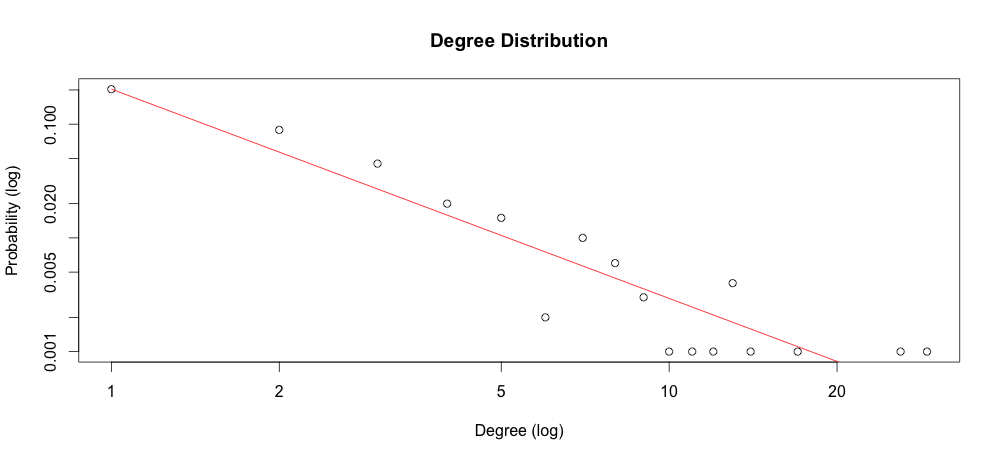 Degree Distribution
Probability (log)
0.100
0.020
0.005
0.001
1 2 5 10 20
Degree (log)